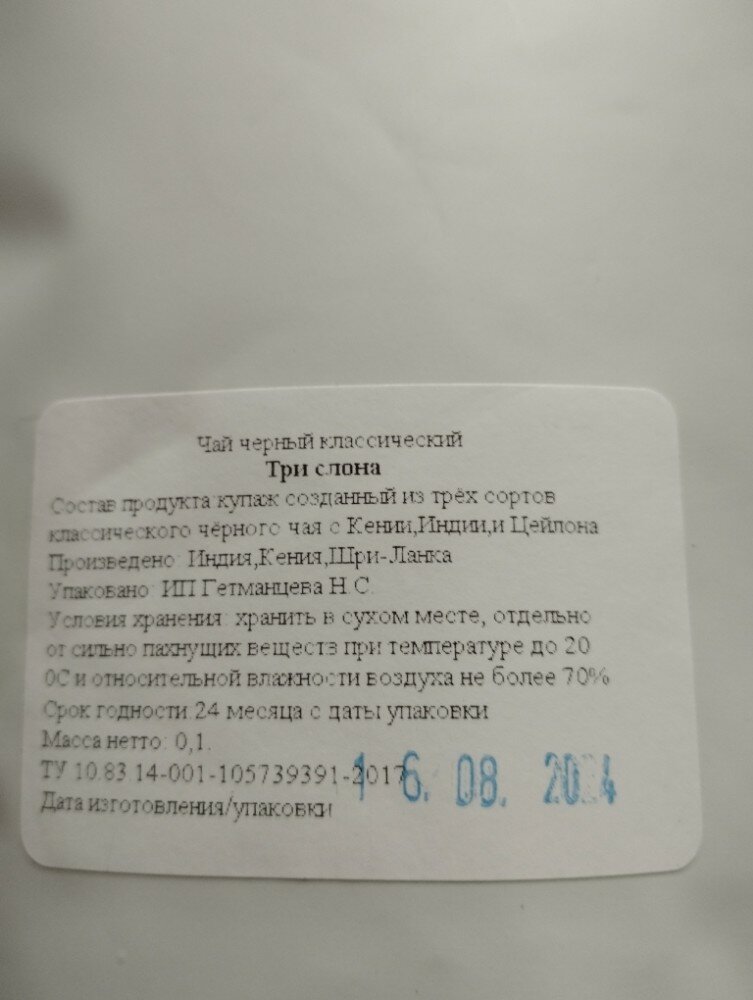 Чай черный классический
Три слона
Состав продукта:купаж созданный из трёх сортов
классического чёрного чая с Кении,Индии,и Цейлона
Произведено: Индия,Кения,Шри-Ланка
Упаковано: ИП Гетманцева Н.С.
Условия хранения: хранить в сухом месте, отдельно
от сильно пахнущих веществ при температуре до 20
0С и относительной влажности воздуха не более 70%
Срок годности:24 месяца с даты упаковки
Масса нетто: 0,1.
ТУ 10.83.14-001-105739391-2017
Дата изготовления/упаковки
16. 08. 2024